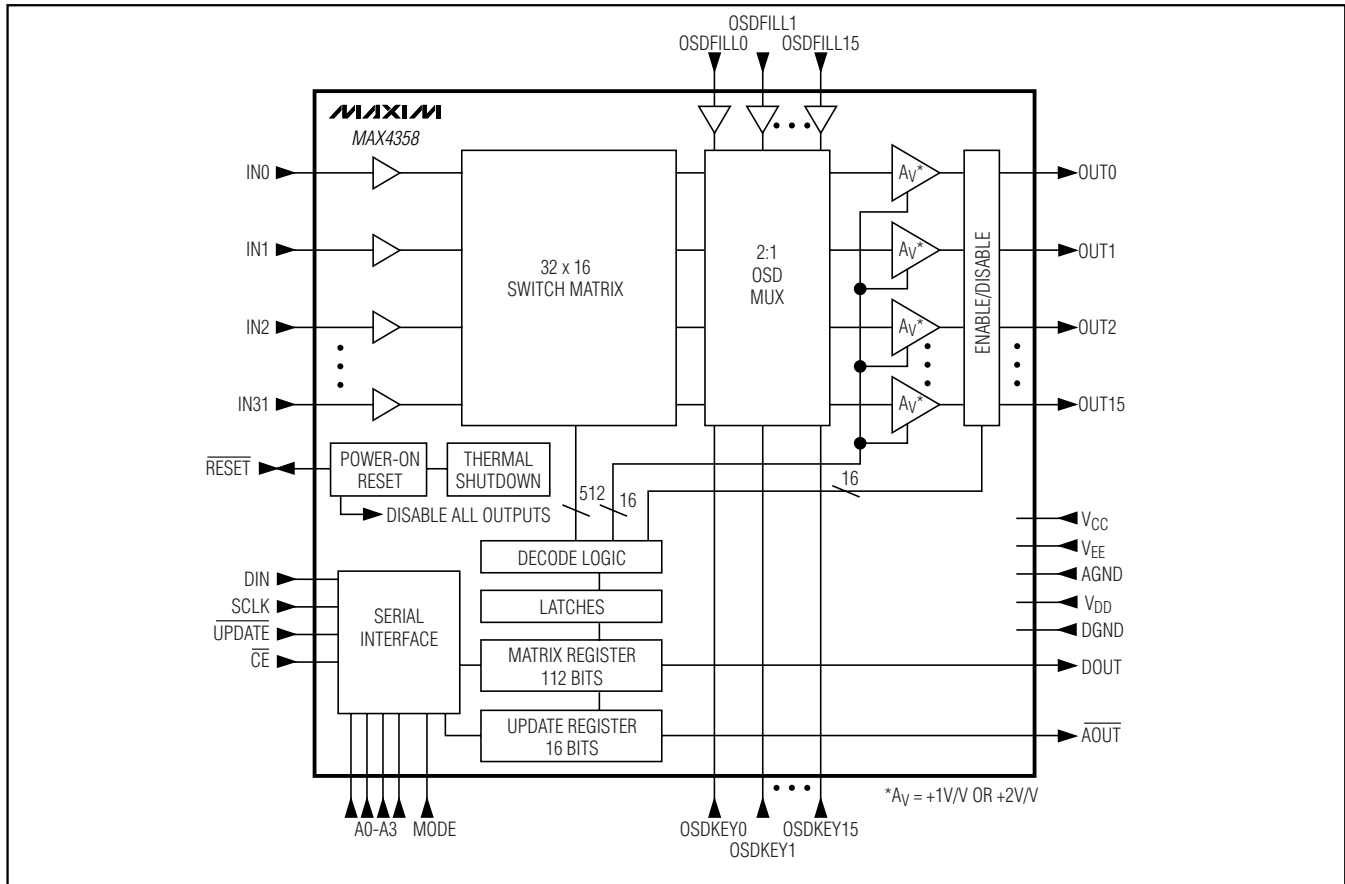 OSDFILL1
OSDFILL0 OSDFILL15
MAXIM
MAX4358
IN0
IN1
IN2
IN31
32 x 16
SWITCH MATRIX
2:1
OSD
MUX
AV*
AV*
AV*
AV*
ENABLE/DISABLE
OUT0
OUT1
OUT2
OUT15
RESET
POWER-ON
RESET
THERMAL
SHUTDOWN
DISABLE ALL OUTPUTS
512
16
16
DECODE LOGIC
LATCHES
MATRIX REGISTER
112 BITS
UPDATE REGISTER
16 BITS
DIN
SCLK
UPDATE
CE
SERIAL
INTERFACE
VCC
VEE
AGND
VDD
DGND
DOUT
AOUT
A0-A3 MODE
OSDKEY0 OSDKEY15
OSDKEY1
*AV = +1V/V OR +2V/V